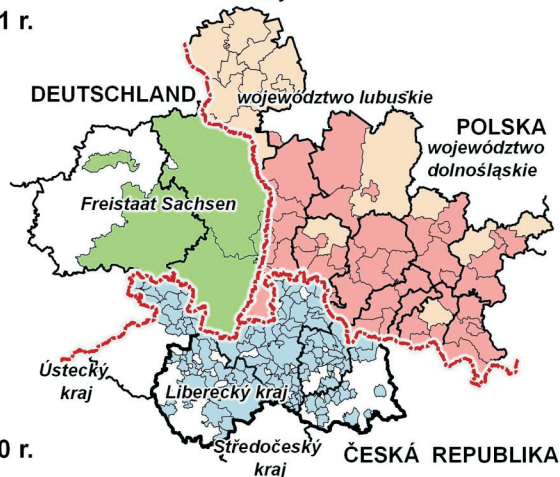 1 r.
DEUTSCHLAND
województwo lubuskie
POLSKA
województwo
dolnośląskie
Freistaat Sachsen
Ústecký
kraj
Liberecký kraj
Středočeský
kraj
ČESKÁ REPUBLIKA
0 r.